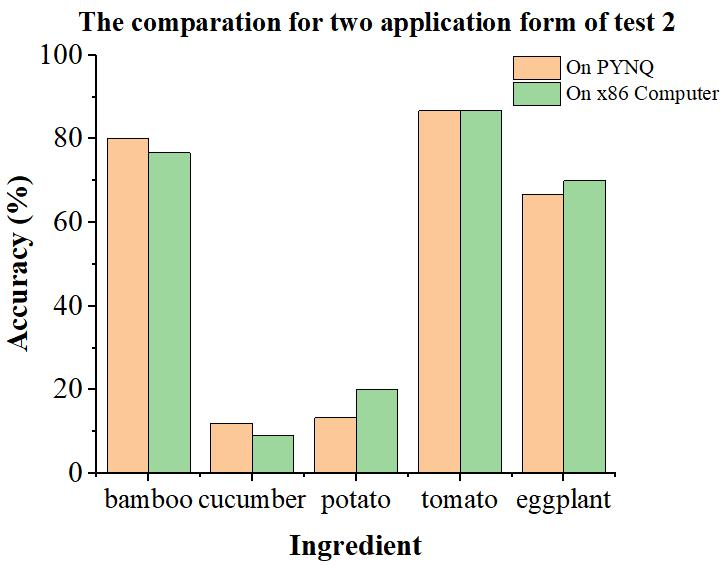 The comparation for two application form of test 2
On PYNQ
On x86 Computer
Accuracy (%)
100
80
60
40
20
0
bamboo cucumber potato tomato eggplant
Ingredient